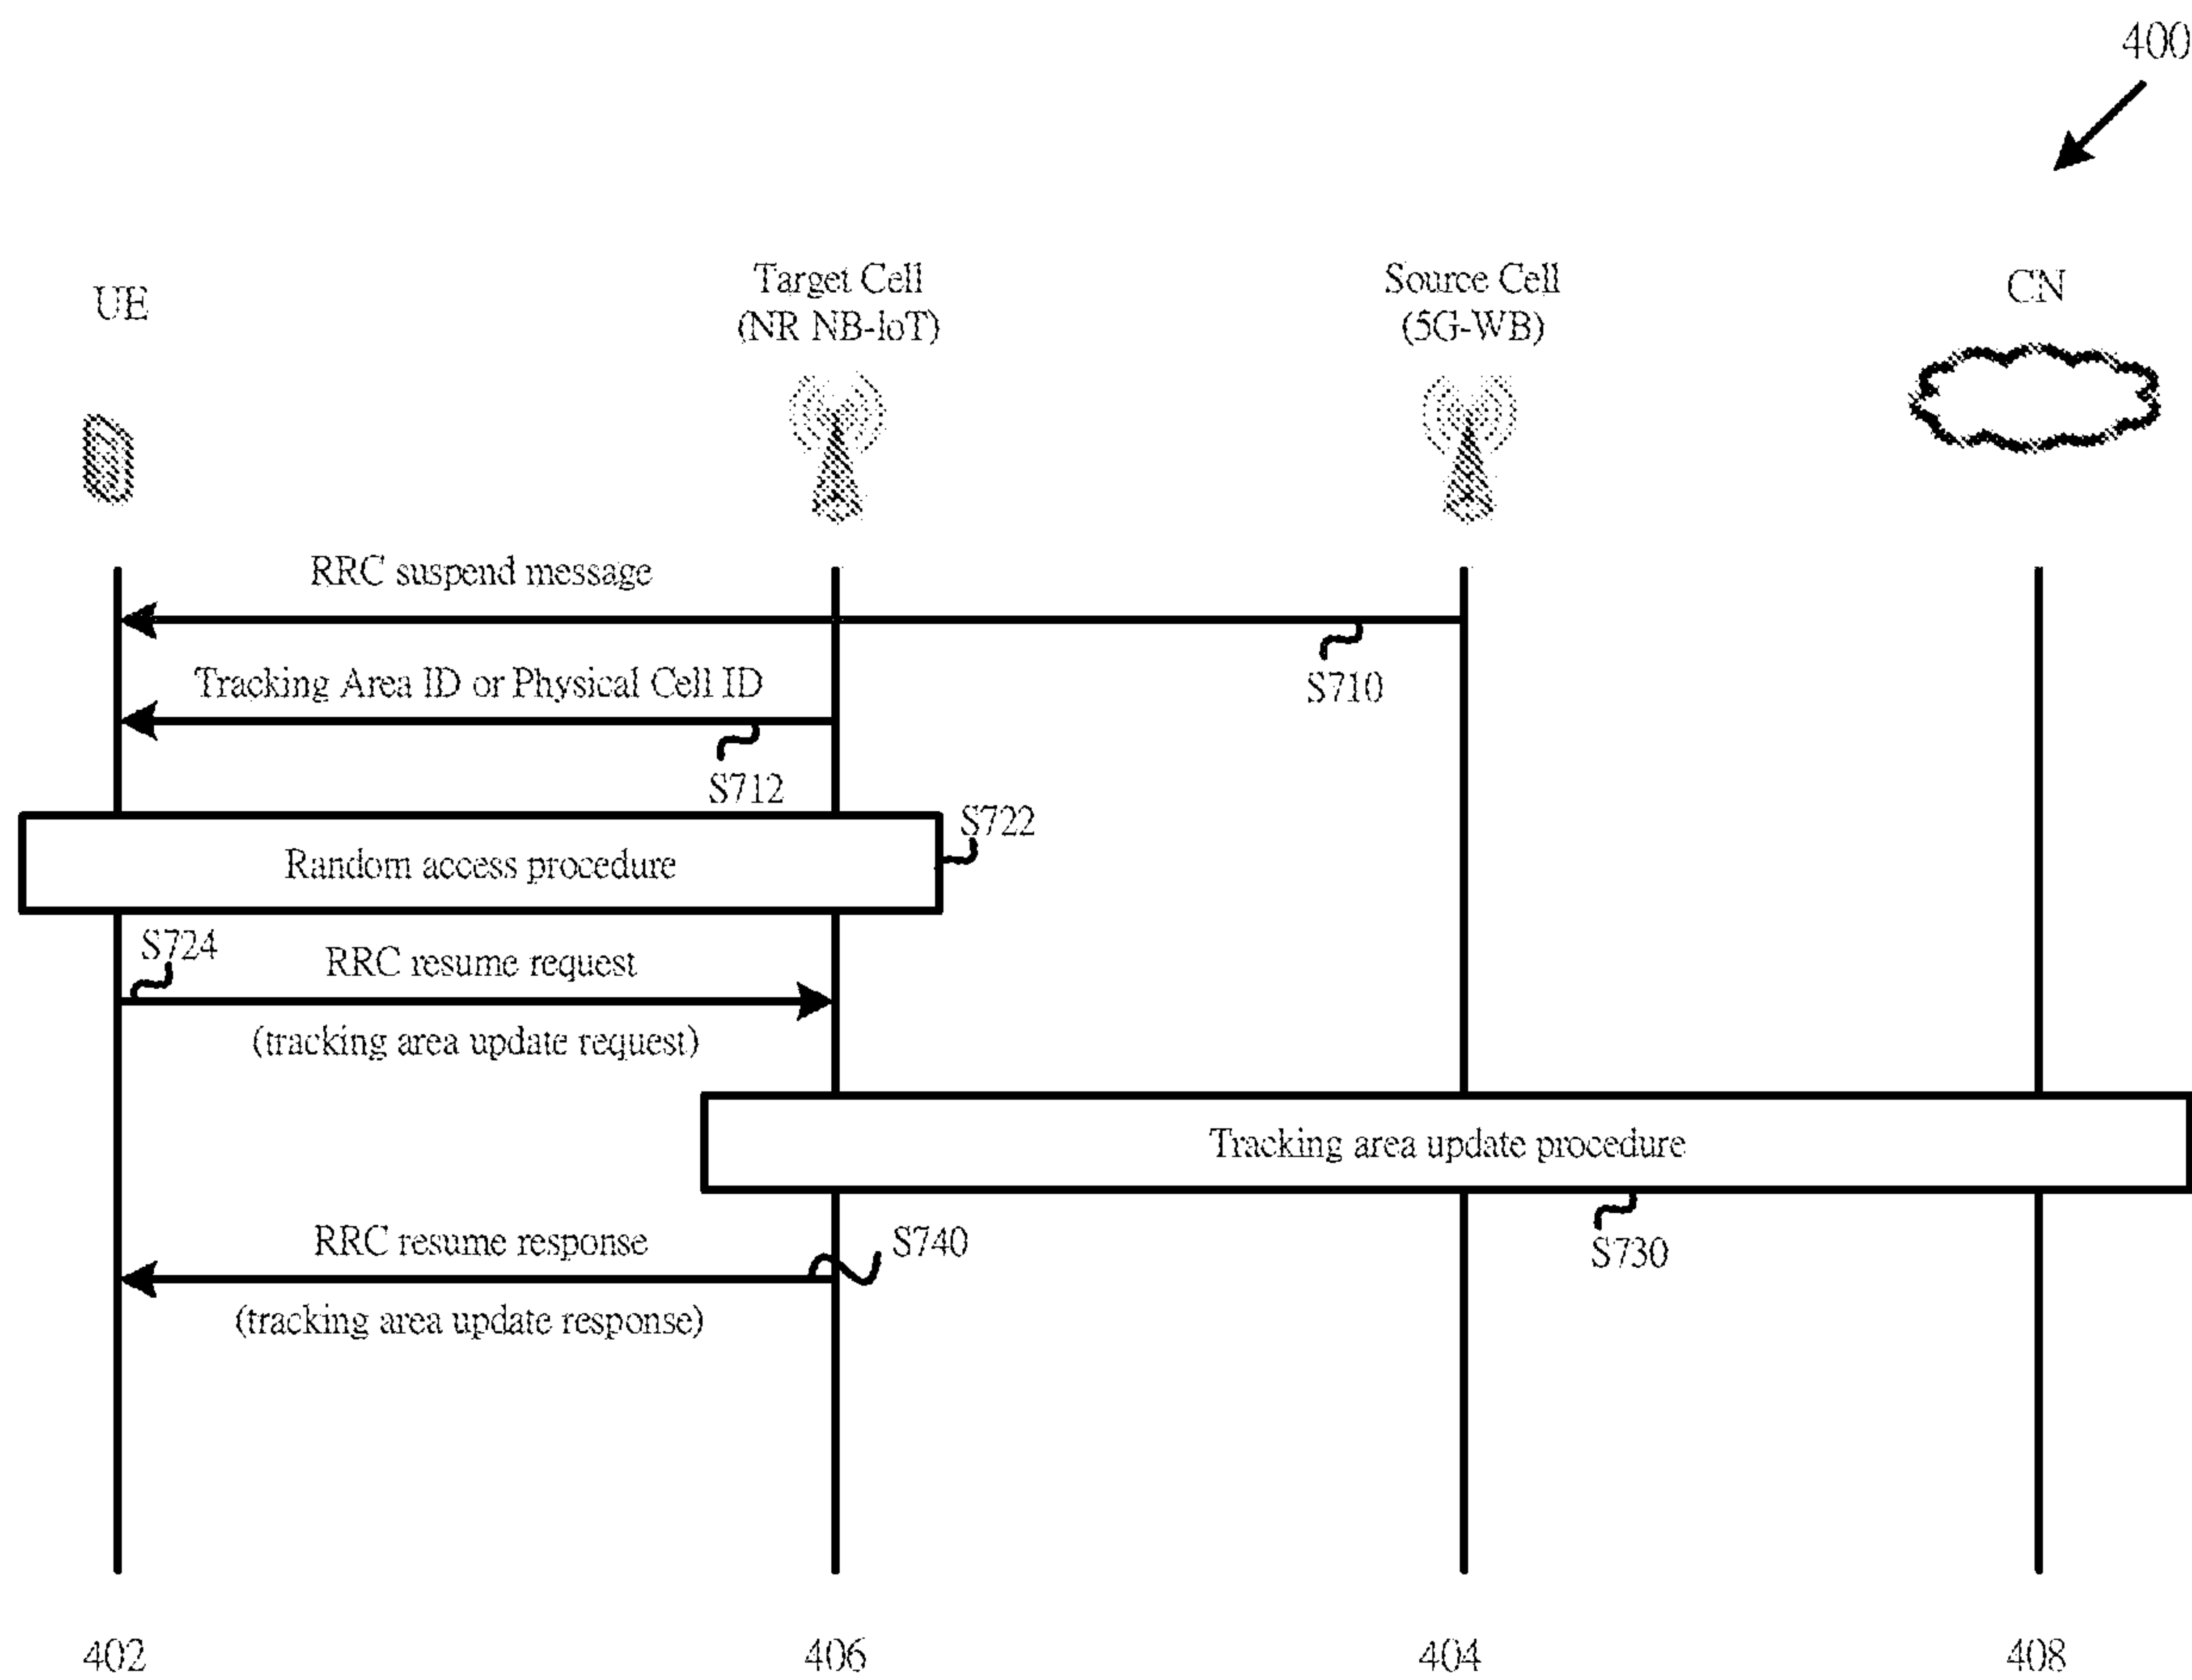 400
UE
Target Cell
(NR NB-IoT)
Source Cell
(5G-WB)
CN
RRC suspend message
S710
Tracking Area ID or Physical Cell ID
S712
S722
Random access procedure
S724
RRC resume request
(tracking area update request)
Tracking area update procedure
S730
RRC resume response
S740
(tracking area update response)
402
406
404
408